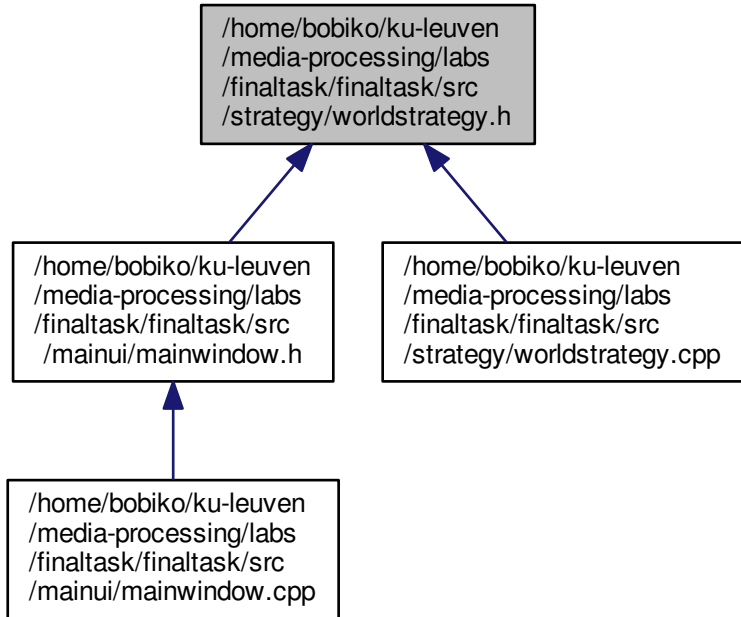 /home/bobiko/ku-leuven
/media-processing/labs
/finaltask/finaltask/src
/strategy/worldstrategy.h
/home/bobiko/ku-leuven
/media-processing/labs
/finaltask/finaltask/src
/mainui/mainwindow.h
/home/bobiko/ku-leuven
/media-processing/labs
/finaltask/finaltask/src
/strategy/worldstrategy.cpp
/home/bobiko/ku-leuven
/media-processing/labs
/finaltask/finaltask/src
/mainui/mainwindow.cpp